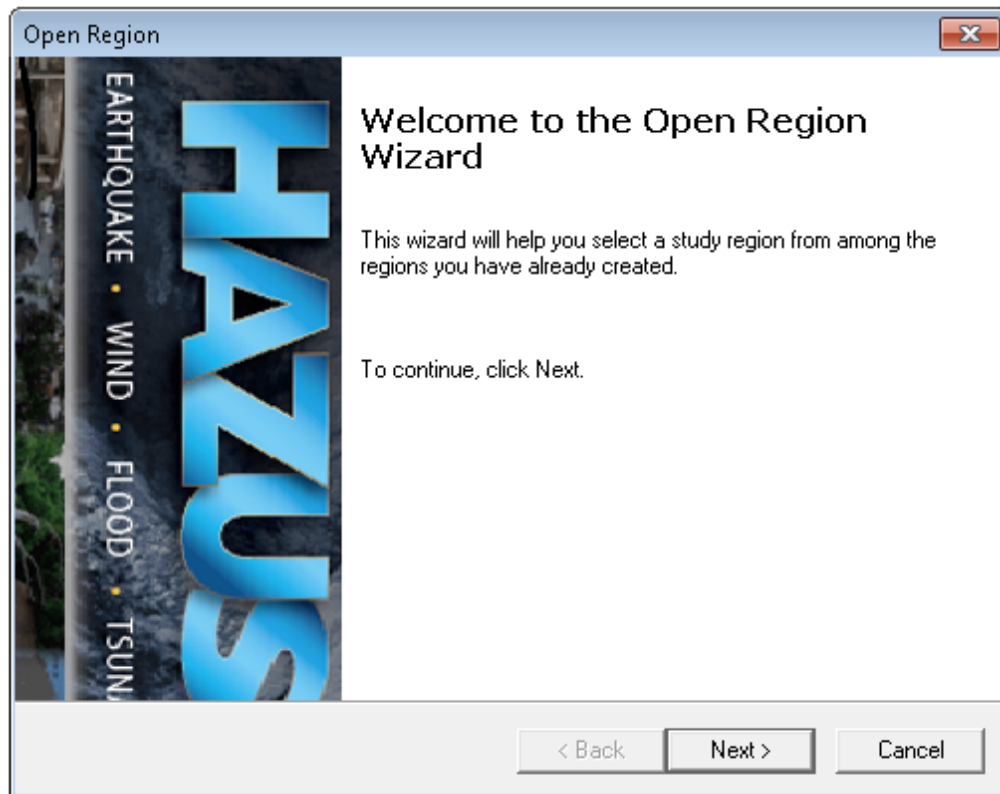 Open Region
EARTHQUAKE • WIND • FLOOD • TSUNA
HAZUS
Welcome to the Open Region
Wizard
This wizard will help you select a study region from among the
regions you have already created.
To continue, click Next.
< Back
Next >
Cancel